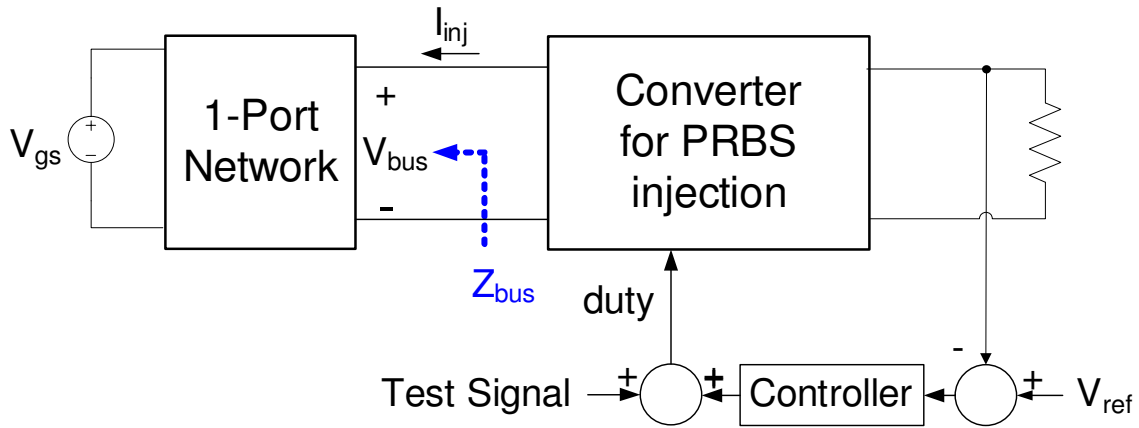 I_inj
1-Port
Network
V_gs
+
-
+
V_bus
-
Z_bus
Converter
for PRBS
injection
duty
Test Signal
+
+
Controller
-
+
V_ref